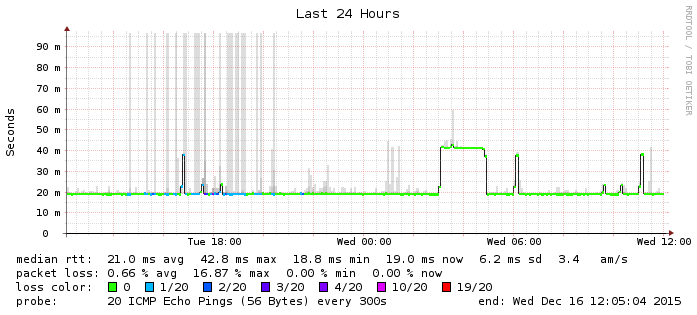 Last 24 Hours
RRDTOOL / TOBI OETIKER
Seconds
90 m
80 m
70 m
60 m
50 m
40 m
30 m
20 m
10 m
0
Tue 18:00 Wed 00:00 Wed 06:00 Wed 12:00
median rtt: 21.0 ms avg 42.8 ms max 18.8 ms min 19.0 ms now 6.2 ms sd 3.4 am/s
packet loss: 0.66 % avg 16.87 % max 0.00 % min 0.00 % now
loss color: 0 1/20 2/20 3/20 4/20 10/20 19/20
probe: 20 ICMP Echo Pings (56 Bytes) every 300s end: Wed Dec 16 12:05:04 2015